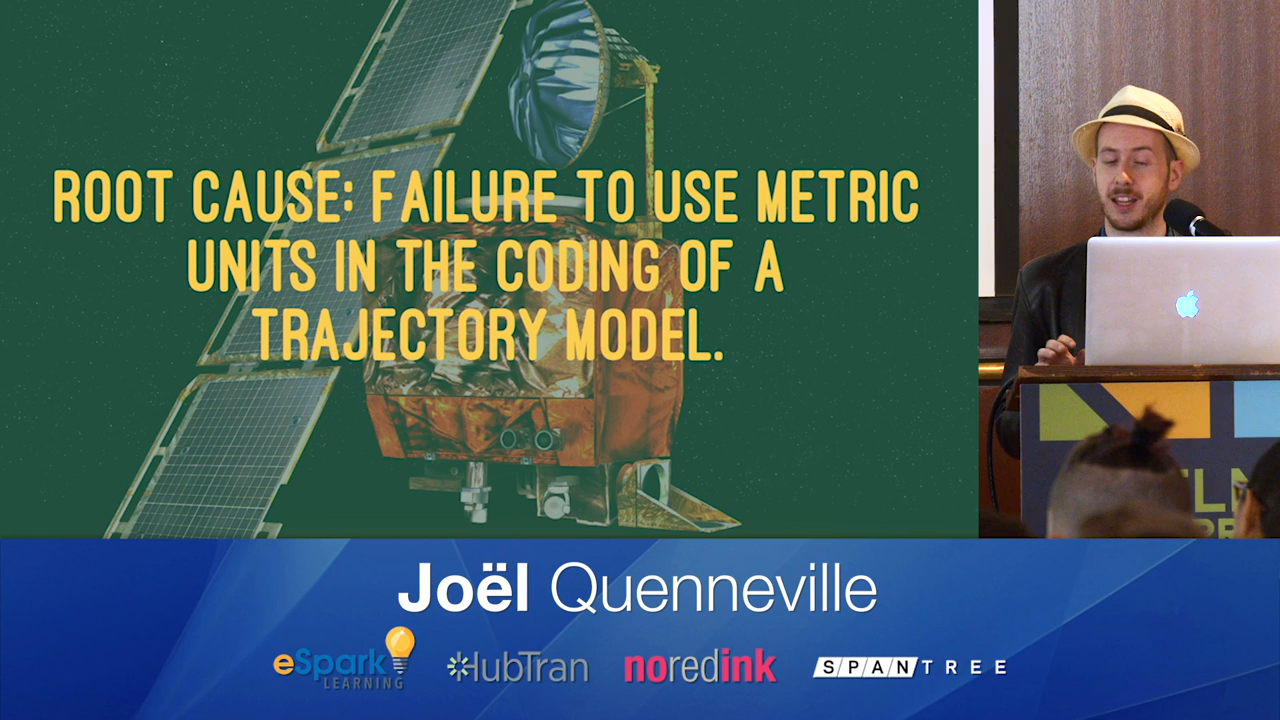 ROOT CAUSE: FAILURE TO USE METRIC
UNITS IN THE CODING OF A
TRAJECTORY MODEL.
Joël Quenneville
eSpark
LEARNING
HubTran
noredink
SPANTREE